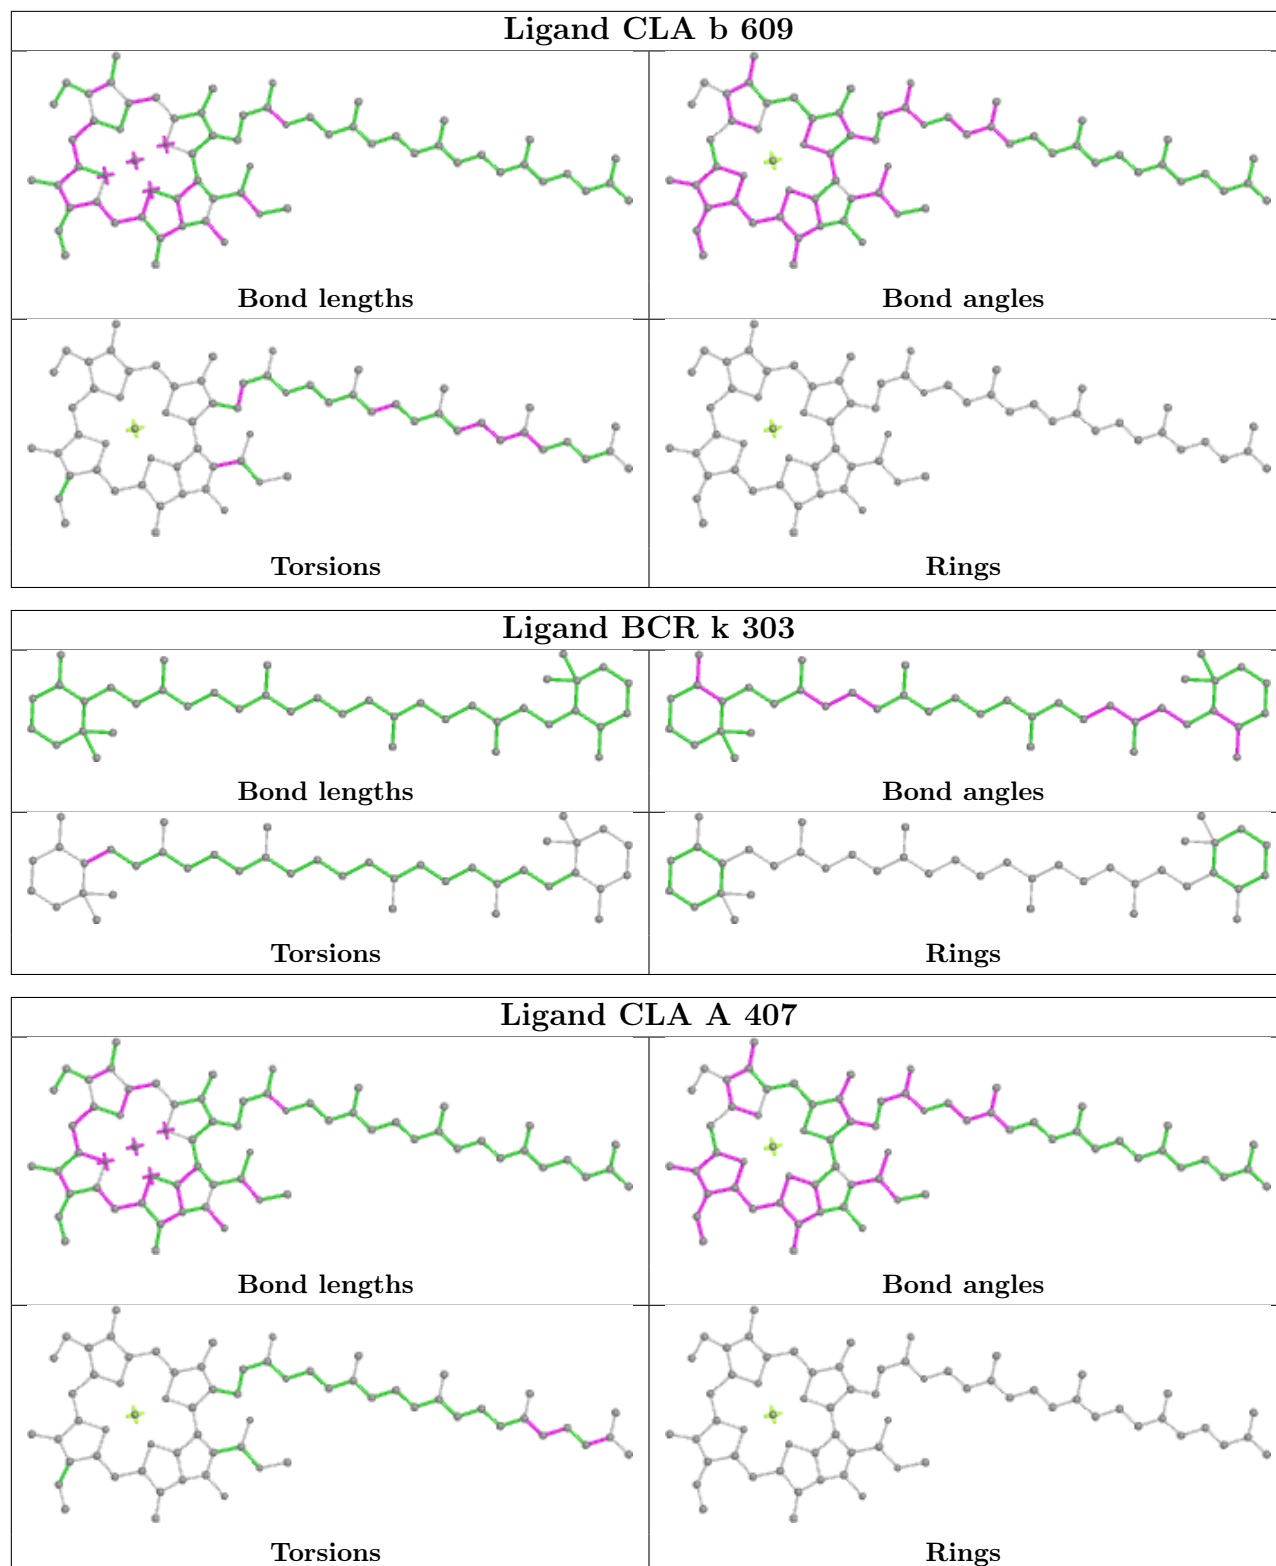 Ligand CLA b 609
Bond lengths
Bond angles
Torsions
Rings
Ligand BCR k 303
Bond lengths
Bond angles
Torsions
Rings
Ligand CLA A 407
Bond lengths
Bond angles
Torsions
Rings